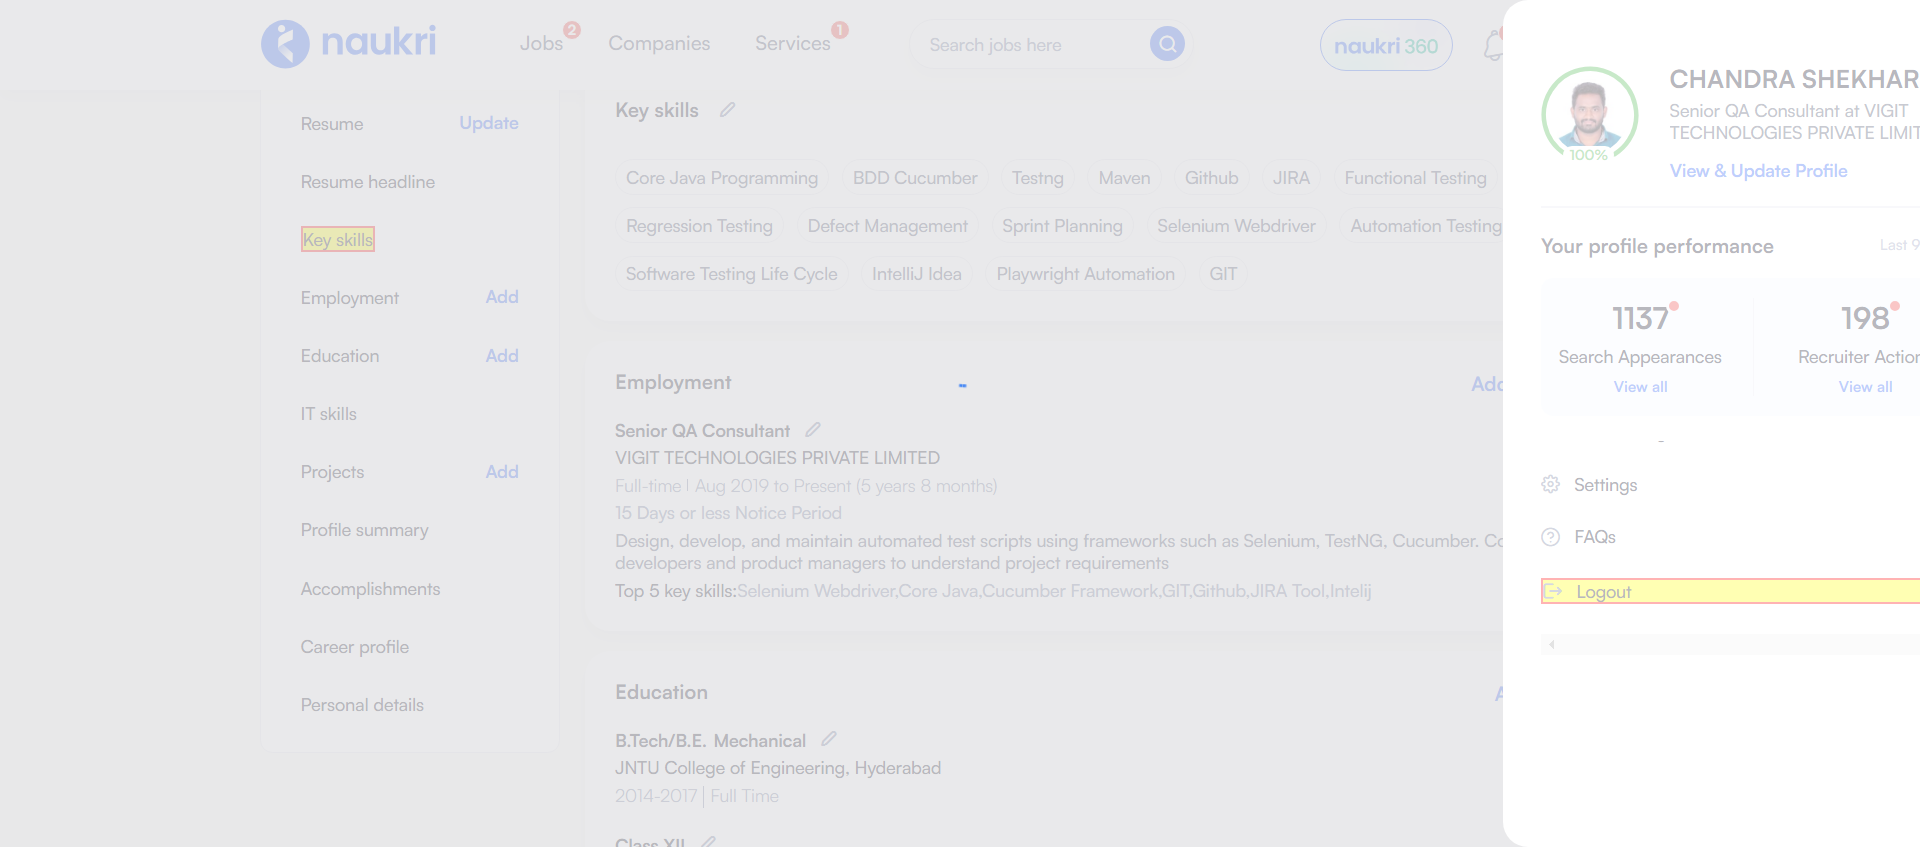 naukri
Jobs 2
Companies
Services 1
Search jobs here
naukri 360
Resume Update
Resume headline
Key skills
Employment Add
Education Add
IT skills
Projects Add
Profile summary
Accomplishments
Career profile
Personal details
Key skills
Core Java Programming BDD Cucumber Testng Maven Github JIRA Functional Testing
Regression Testing Defect Management Sprint Planning Selenium Webdriver Automation Testing
Software Testing Life Cycle IntelliJ Idea Playwright Automation GIT
Employment Add
Senior QA Consultant
VIGIT TECHNOLOGIES PRIVATE LIMITED
Full-time | Aug 2019 to Present (5 years 8 months)
15 Days or less Notice Period
Design, develop, and maintain automated test scripts using frameworks such as Selenium, TestNG, Cucumber. Co
developers and product managers to understand project requirements
Top 5 key skills:Selenium Webdriver,Core Java,Cucumber Framework,GIT,Github,JIRA Tool,Intelij
Education A
B.Tech/B.E. Mechanical
JNTU College of Engineering, Hyderabad
2014-2017 | Full Time
Class XII
100%
CHANDRA SHEKHAR
Senior QA Consultant at VIGIT
TECHNOLOGIES PRIVATE LIMIT
View & Update Profile
Your profile performance Last 9
1137 198
Search Appearances Recruiter Action
View all View all
-
Settings
FAQs
Logout